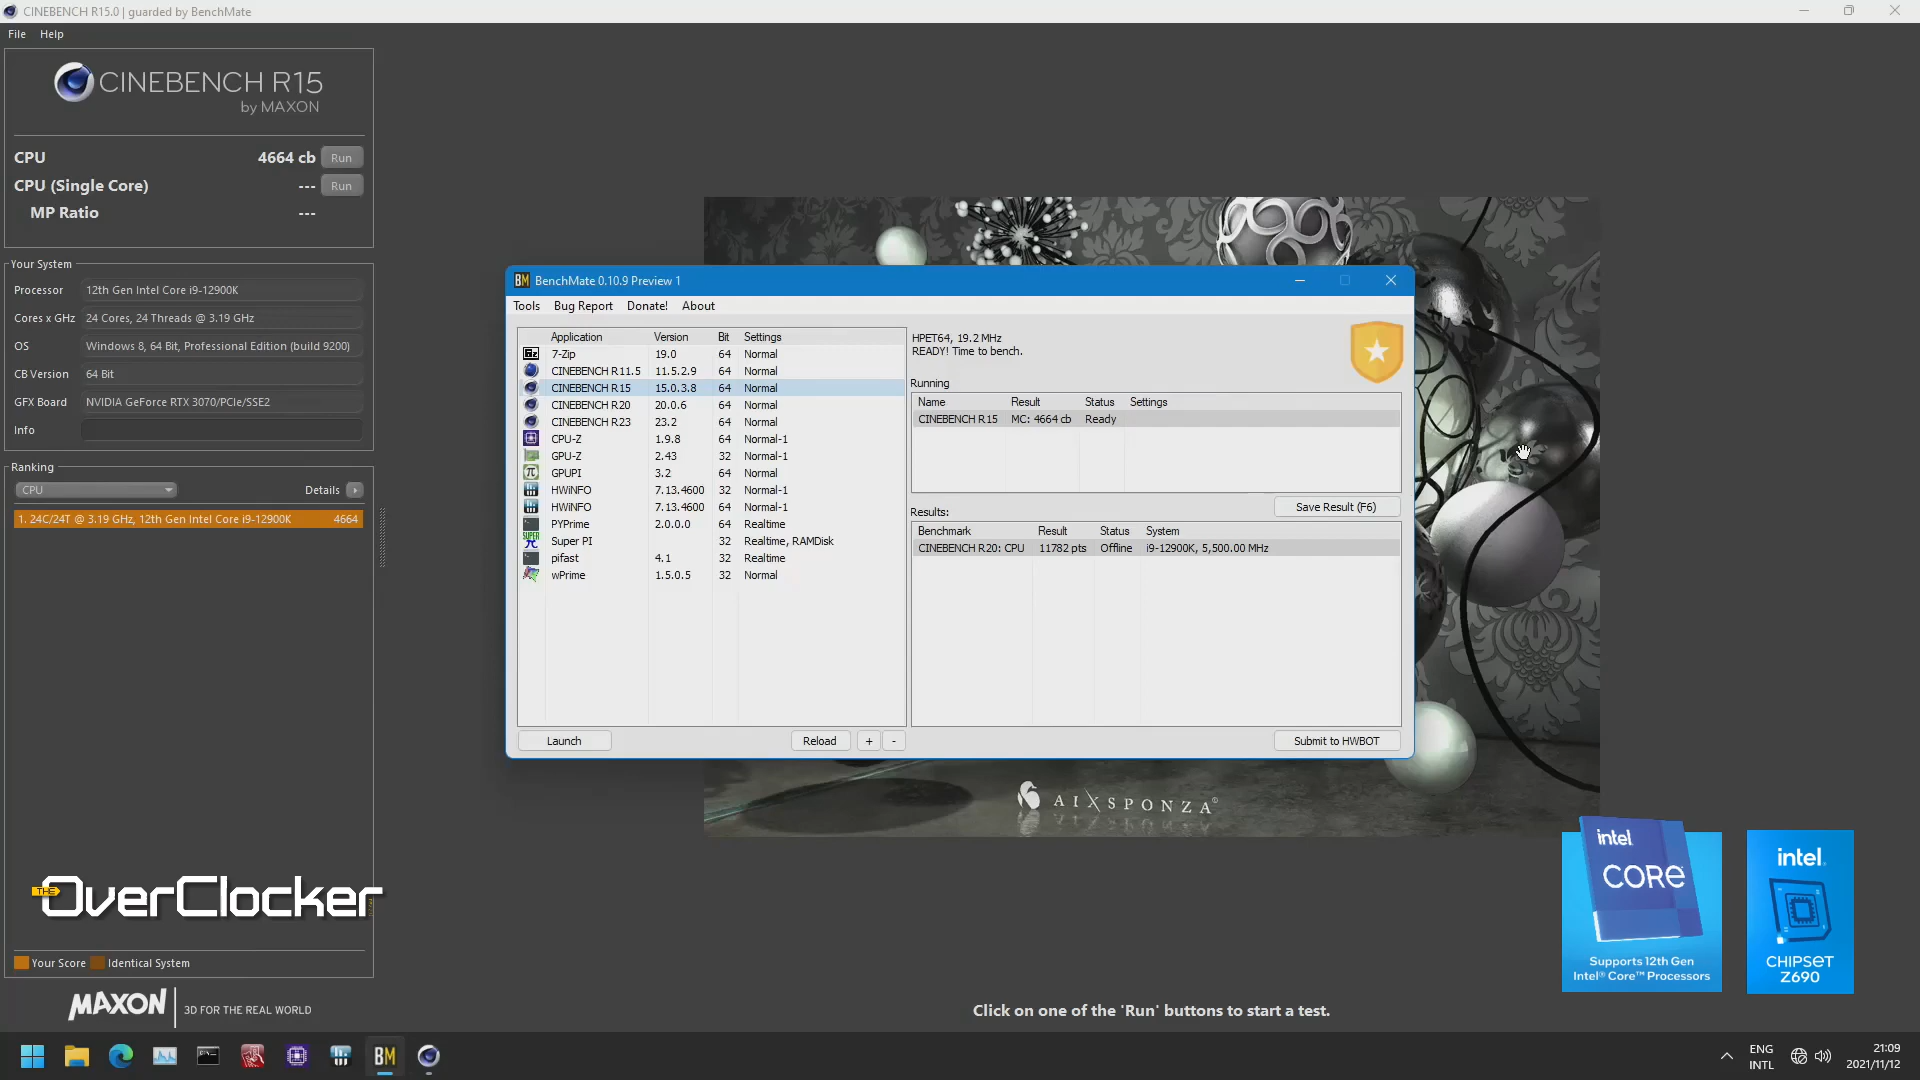 CINEBENCH R15.0 | guarded by BenchMate
File Help
CINEBENCH R15
by MAXON
CPU 4664 cb Run
CPU (Single Core) --- Run
MP Ratio ---
Your System
Processor 12th Gen Intel Core i9-12900K
Cores x GHz 24 Cores, 24 Threads @ 3.19 GHz
OS Windows 8, 64 Bit, Professional Edition (build 9200)
CB Version 64 Bit
GFX Board NVIDIA GeForce RTX 3070/PCIe/SSE2
Info
Ranking
CPU Details
1. 24C/24T @ 3.19 GHz, 12th Gen Intel Core i9-12900K 4664
THE OverClocker
Your Score Identical System
MAXON 3D FOR THE REAL WORLD
BM BenchMate 0.10.9 Preview 1
Tools Bug Report Donate! About
Application Version Bit Settings
7-Zip 19.0 64 Normal
CINEBENCH R11.5 11.5.2.9 64 Normal
CINEBENCH R15 15.0.3.8 64 Normal
CINEBENCH R20 20.0.6 64 Normal
CINEBENCH R23 23.2 64 Normal
CPU-Z 1.9.8 64 Normal-1
GPU-Z 2.43 32 Normal-1
GPUPI 3.2 64 Normal
HWiNFO 7.13.4600 32 Normal-1
HWiNFO 7.13.4600 64 Normal-1
PYPrime 2.0.0.0 64 Realtime
Super PI 32 Realtime, RAMDisk
pifast 4.1 32 Realtime
wPrime 1.5.0.5 32 Normal
Launch Reload + -
HPET64, 19.2 MHz
READY! Time to bench.
Running
Name Result Status Settings
CINEBENCH R15 MC: 4664 cb Ready
Save Result (F6)
Results:
Benchmark Result Status System
CINEBENCH R20: CPU 11782 pts Offline i9-12900K, 5,500.00 MHz
Submit to HWBOT
AIXSPONZA®
intel
CORE
Supports 12th Gen
Intel® Core™ Processors
intel.
CHIPSET
Z690
Click on one of the 'Run' buttons to start a test.
BM
ENG
INTL
21:09
2021/11/12